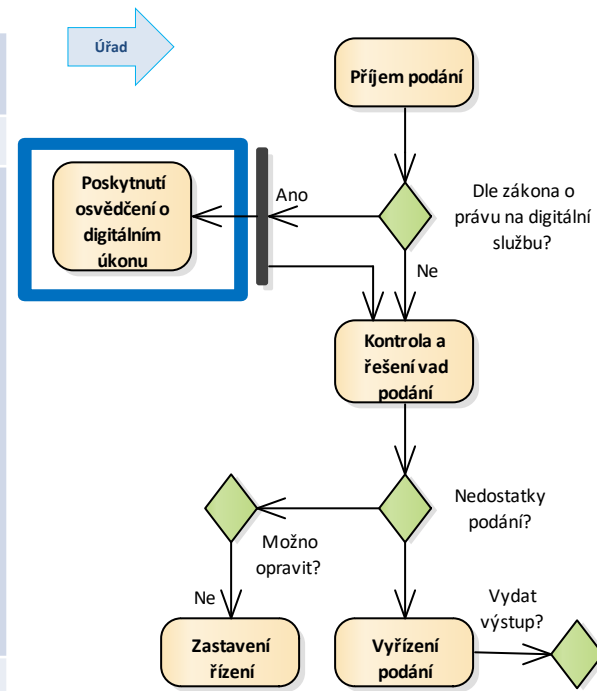 Úřad
Příjem podání
Poskytnutí
osvědčení o
digitálním
úkonu
Ano
Dle zákona o
právu na digitální
službu?
Ne
Kontrola a
řešení vad
podání
Nedostatky
podání?
Možno
opravit?
Ne
Vydat
výstup?
Zastavení
řízení
Vyřízení
podání